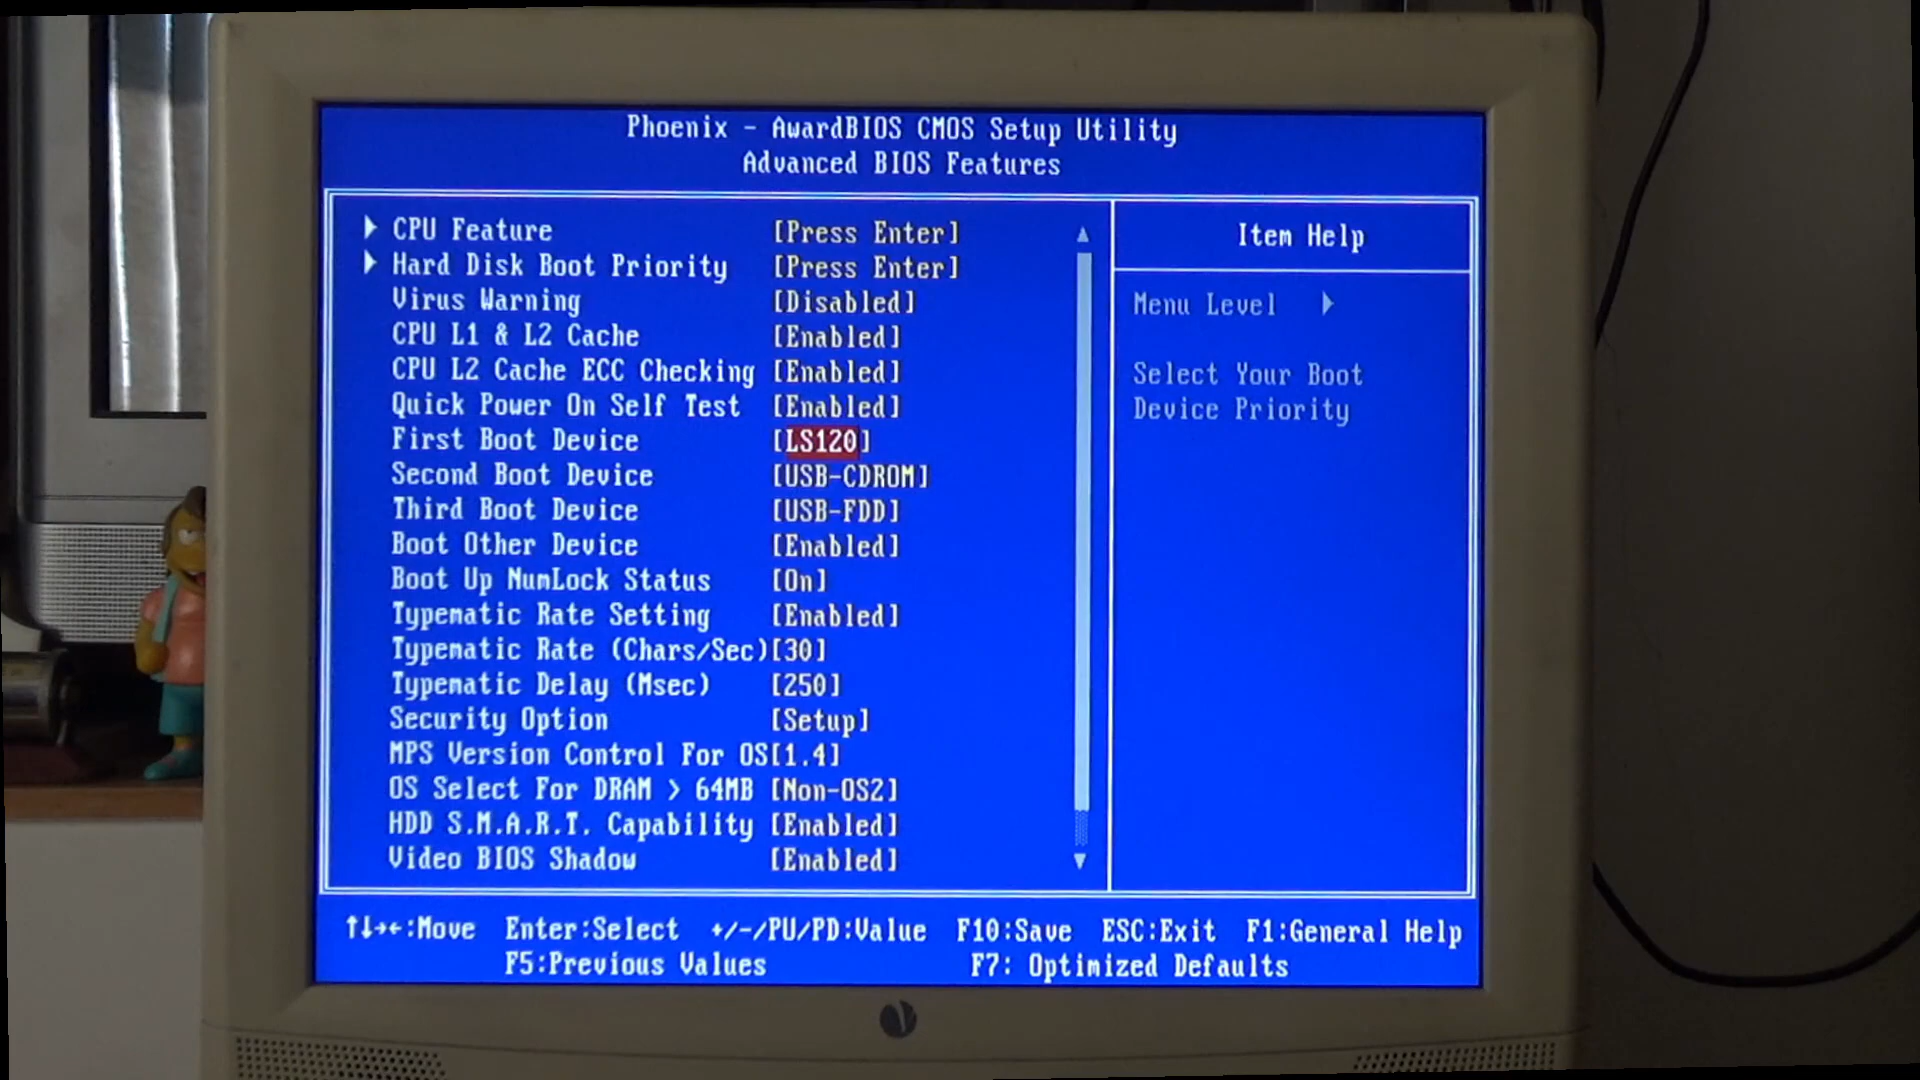 Phoenix - AwardBIOS CMOS Setup Utility
Advanced BIOS Features
CPU Feature [Press Enter]
Hard Disk Boot Priority [Press Enter]
Virus Warning [Disabled]
CPU L1 & L2 Cache [Enabled]
CPU L2 Cache ECC Checking [Enabled]
Quick Power On Self Test [Enabled]
First Boot Device [LS120]
Second Boot Device [USB-CDROM]
Third Boot Device [USB-FDD]
Boot Other Device [Enabled]
Boot Up NumLock Status [On]
Typematic Rate Setting [Enabled]
Typematic Rate (Chars/Sec)[30]
Typematic Delay (Msec) [250]
Security Option [Setup]
MPS Version Control For OS[1.4]
OS Select For DRAM > 64MB [Non-OS2]
HDD S.M.A.R.T. Capability [Enabled]
Video BIOS Shadow [Enabled]
Item Help
Menu Level
Select Your Boot
Device Priority
↑↓→←:Move Enter:Select +/-/PU/PD:Value F10:Save ESC:Exit F1:General Help
F5:Previous Values F7: Optimized Defaults